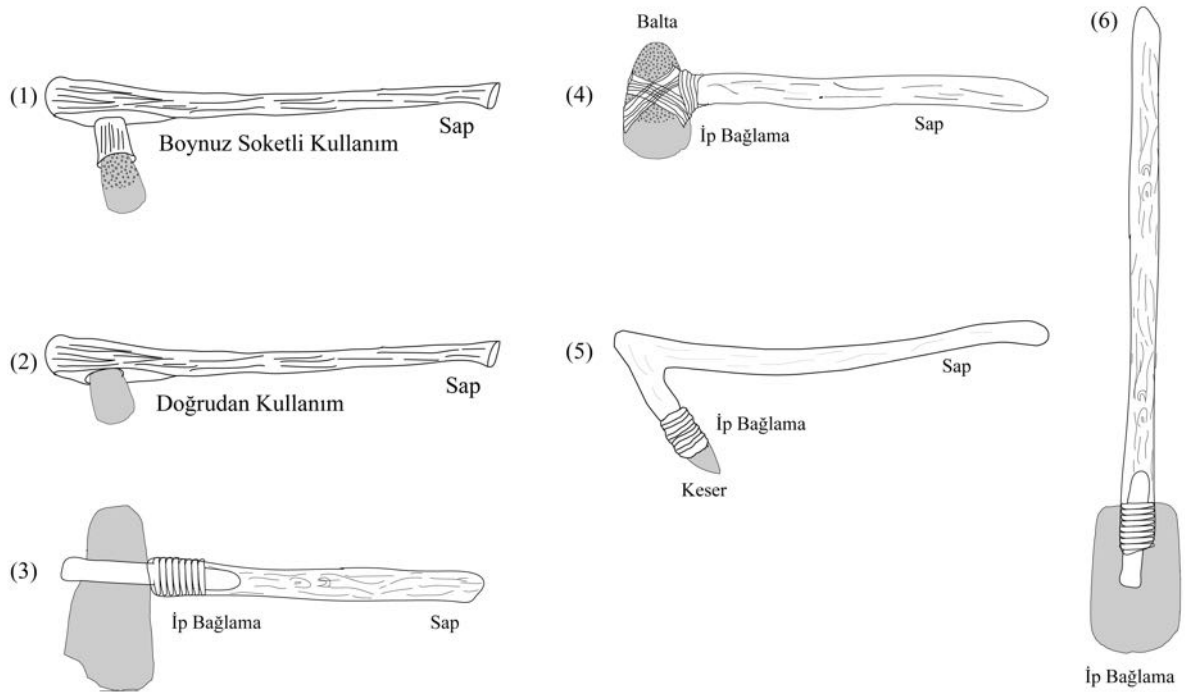 (1)
Sap
Boynuz Soketli Kullanım
(2)
Sap
Doğrudan Kullanım
(3)
İp Bağlama
Sap
Balta
(4)
İp Bağlama
Sap
(5)
Sap
İp Bağlama
Keser
(6)
İp Bağlama